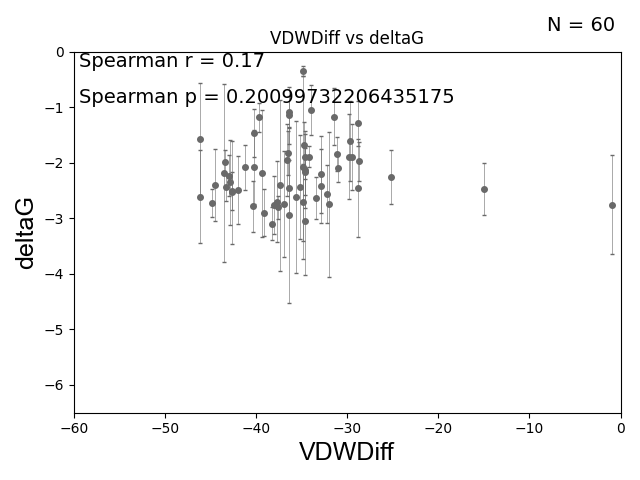 N = 60
VDWDiff vs deltaG
Spearman r = 0.17
Spearman p = 0.20099732206435175
0
−1
−2
−3
−4
−5
−6
deltaG
−60 −50 −40 −30 −20 −10 0
VDWDiff